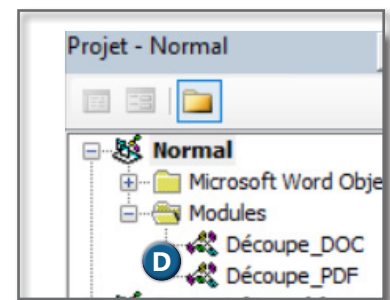 Projet - Normal
Normal
Microsoft Word Obje
Modules
Découpe_DOC
D
Découpe_PDF